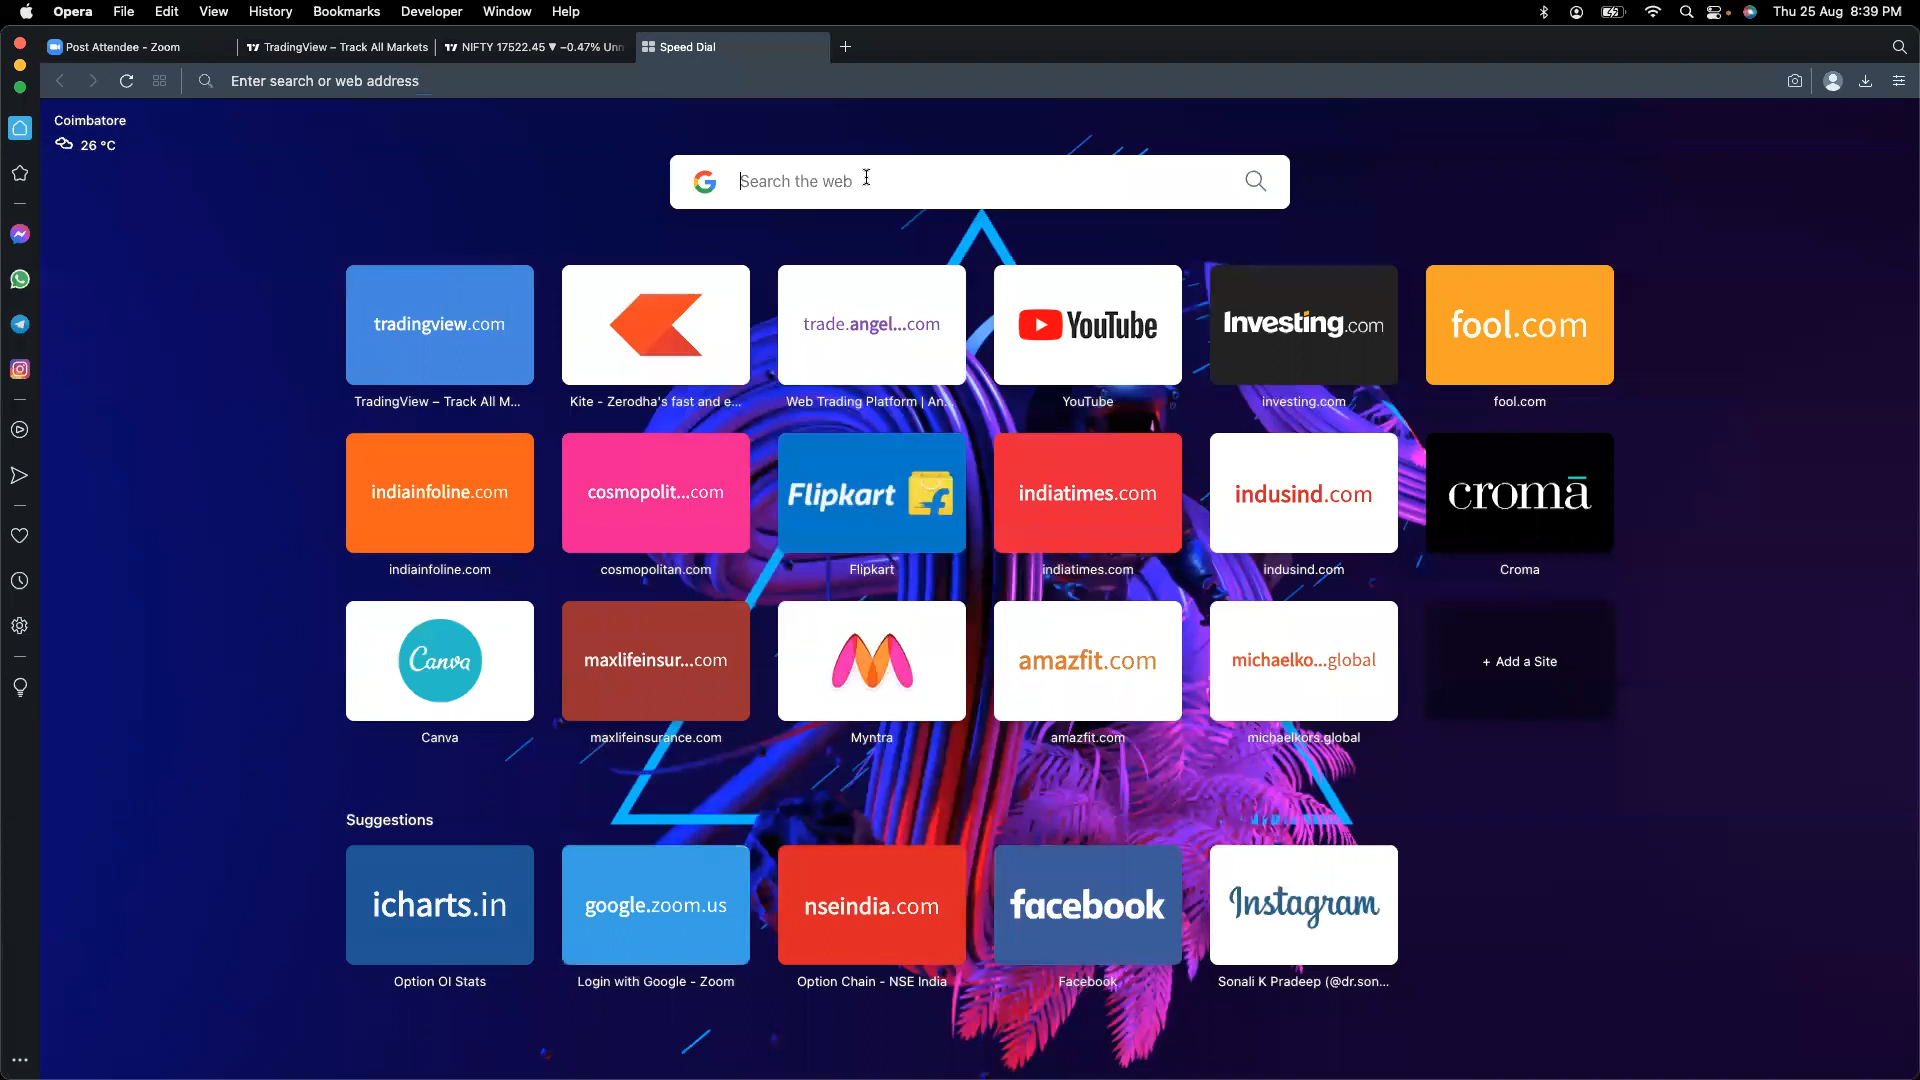 Opera File Edit View History Bookmarks Developer Window Help Thu 25 Aug 8:39 PM
Post Attendee - Zoom TradingView – Track All Markets NIFTY 17522.45 ▼ −0.47% Unn Speed Dial
Enter search or web address
Coimbatore
26 °C
Search the web
tradingview.com trade.angel...com YouTube Investing.com fool.com
TradingView – Track All M... Kite - Zerodha's fast and e... Web Trading Platform | An... YouTube investing.com fool.com
indiainfoline.com cosmopolit...com Flipkart indiatimes.com indusind.com cromā
indiainfoline.com cosmopolitan.com Flipkart indiatimes.com indusind.com Croma
Canva maxlifeinsur...com amazfit.com michaelko...global + Add a Site
Canva maxlifeinsurance.com Myntra amazfit.com michaelkors.global
Suggestions
icharts.in google.zoom.us nseindia.com facebook Instagram
Option OI Stats Login with Google - Zoom Option Chain - NSE India Facebook Sonali K Pradeep (@dr.son...